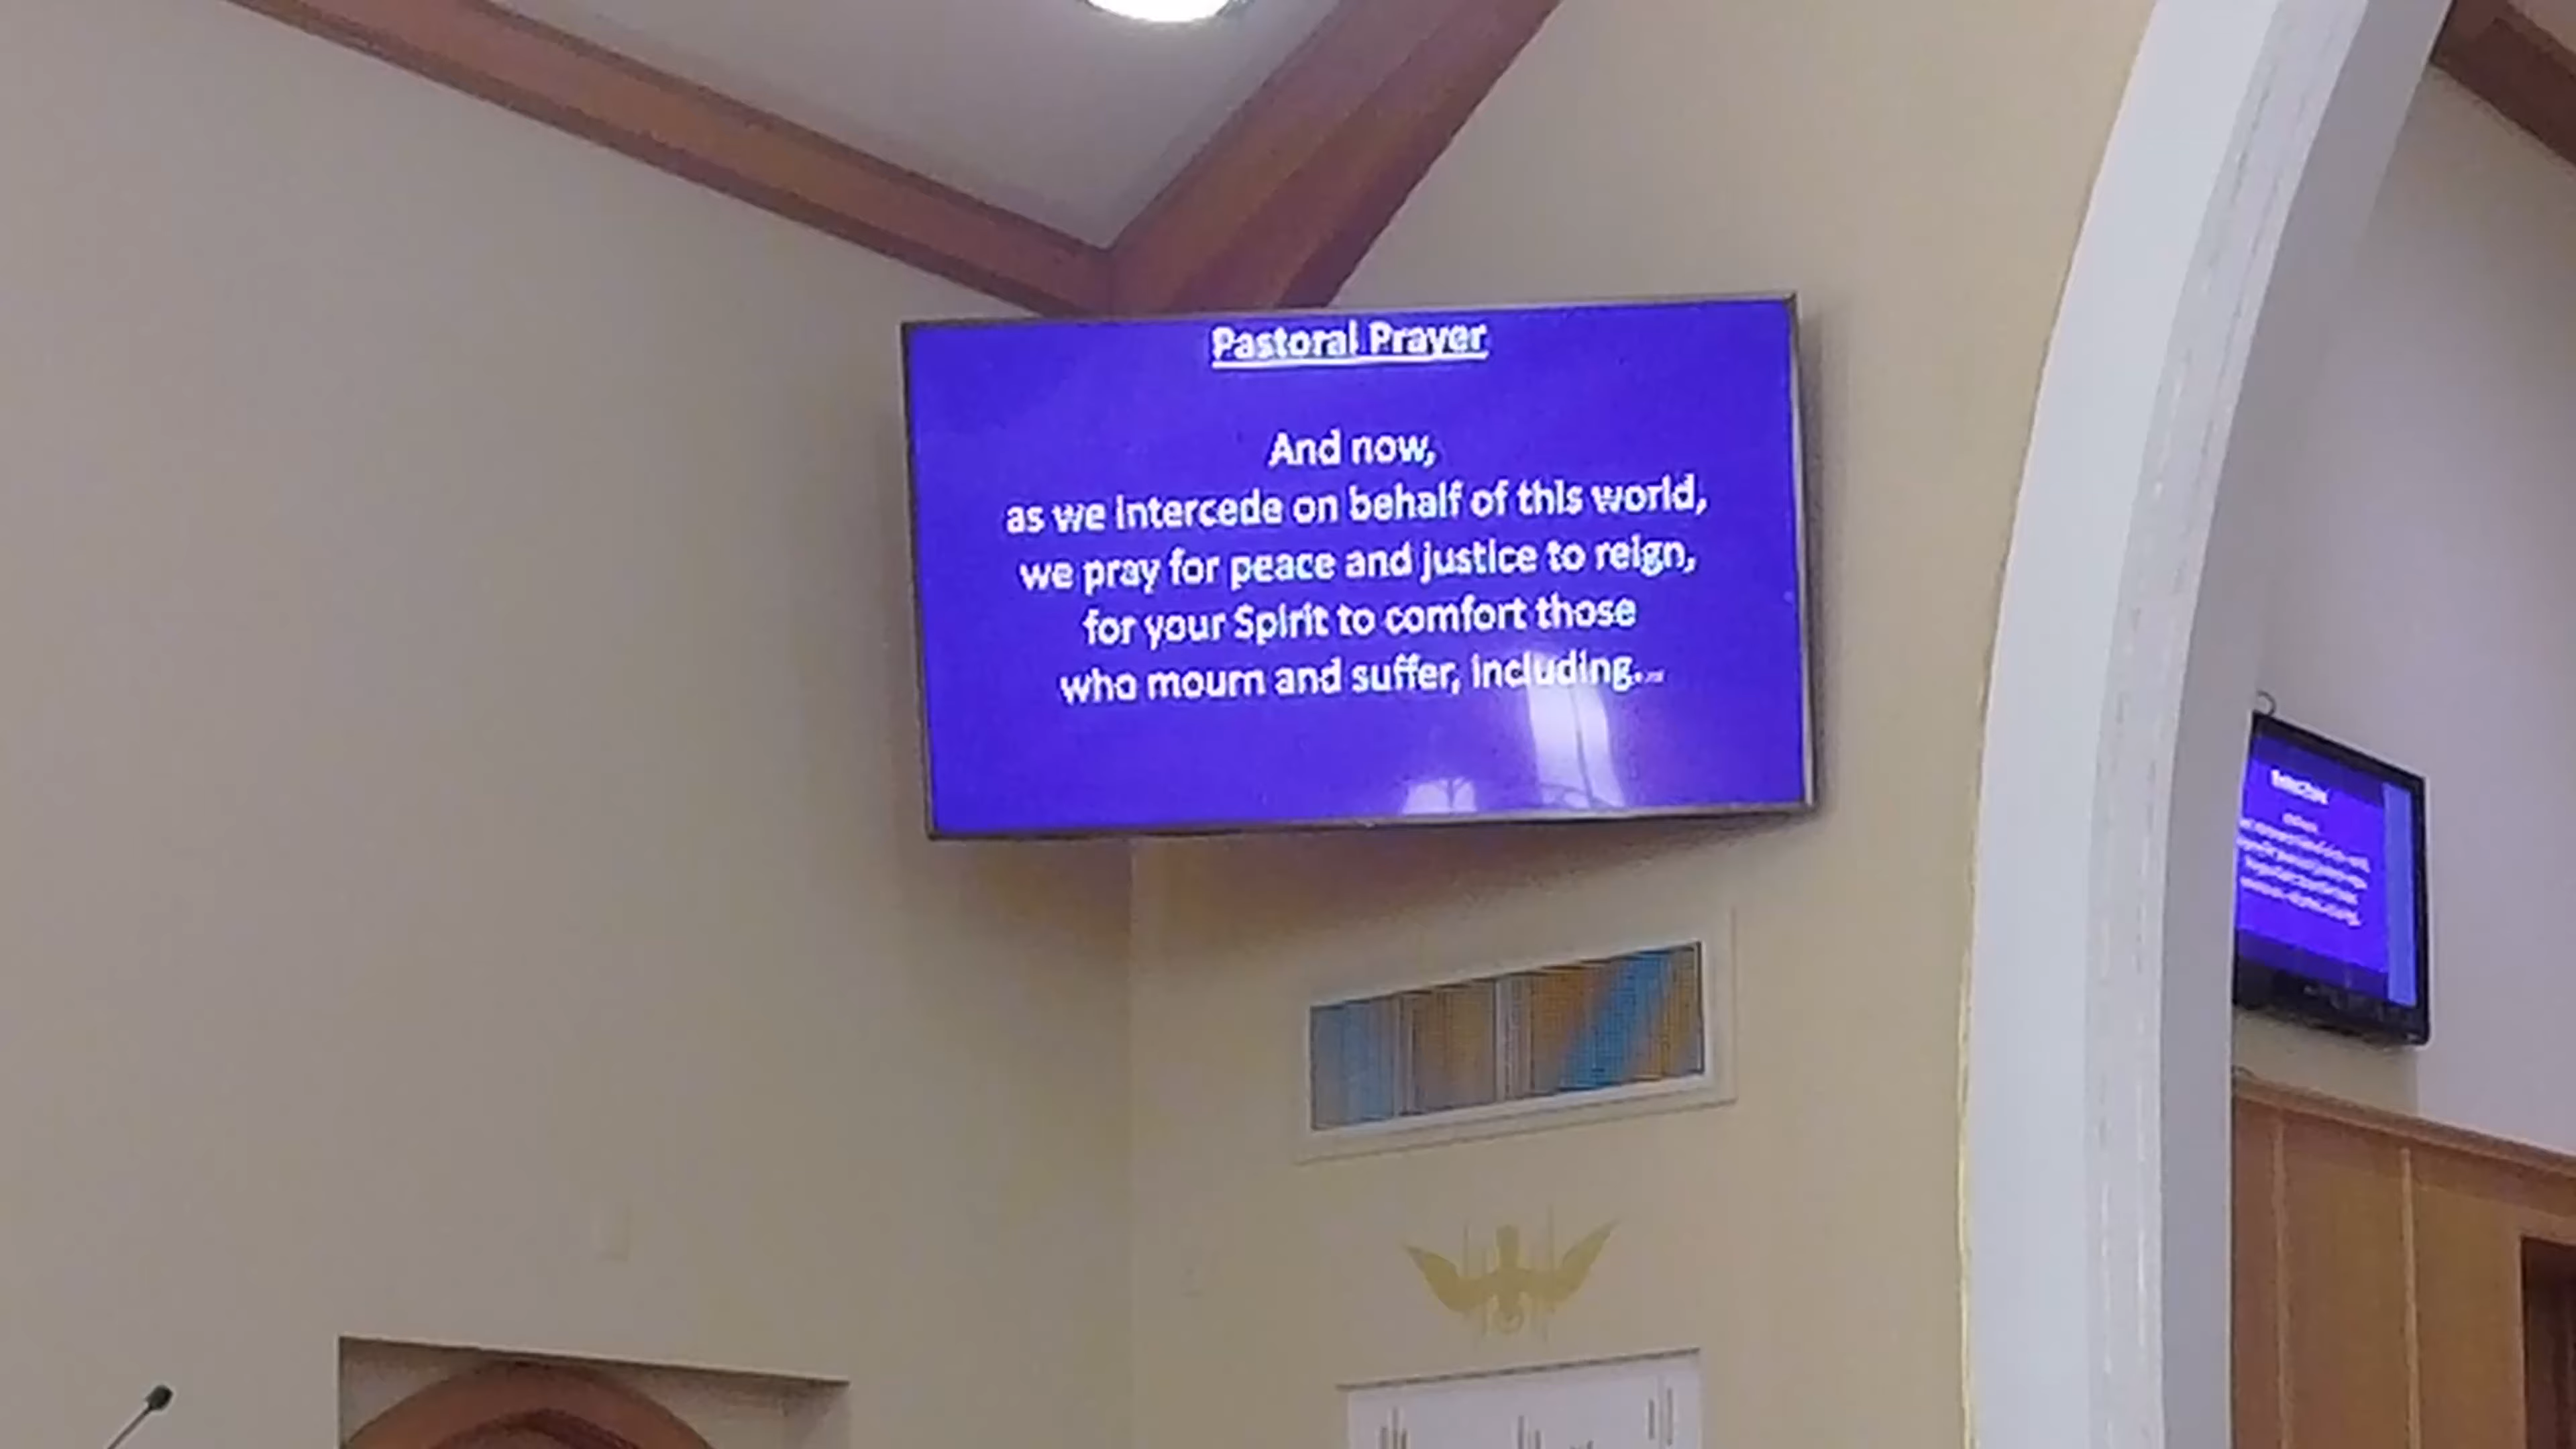 Pastoral Prayer
And now,
as we intercede on behalf of this world,
we pray for peace and justice to reign,
for your Spirit to comfort those
who mourn and suffer, including...